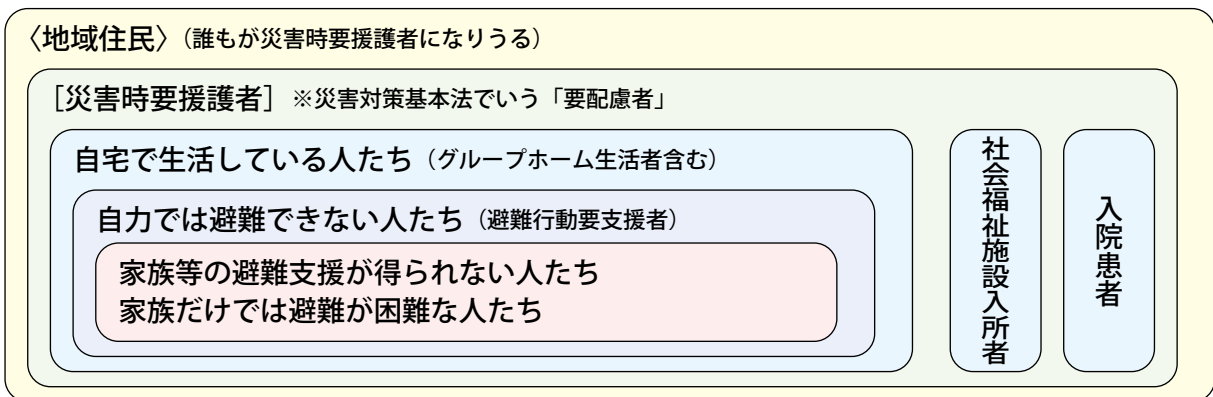 〈地域住民〉（誰もが災害時要援護者になりうる）
［災害時要援護者］※災害対策基本法でいう「要配慮者」
自宅で生活している人たち（グループホーム生活者含む）
自力では避難できない人たち（避難行動要支援者）
家族等の避難支援が得られない人たち
家族だけでは避難が困難な人たち
社会福祉施設入所者
入院患者